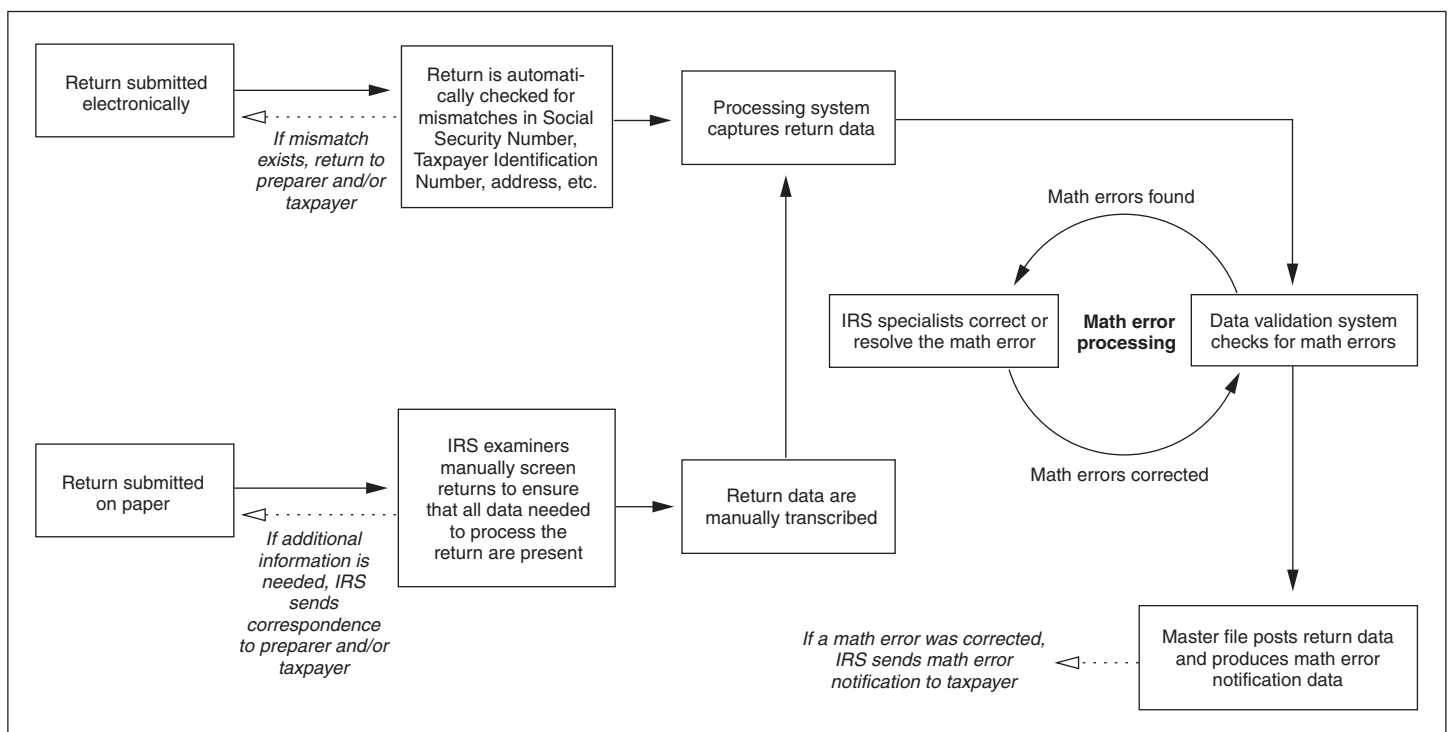 Return submitted
electronically
If mismatch
exists, return to
preparer and/or
taxpayer
Return is automati-
cally checked for
mismatches in Social
Security Number,
Taxpayer Identification
Number, address, etc.
Processing system
captures return data
Math errors found
IRS specialists correct or
resolve the math error
Math error
processing
Data validation system
checks for math errors
Math errors corrected
Return submitted
on paper
If additional
information is
needed, IRS
sends
correspondence
to preparer and/or
taxpayer
IRS examiners
manually screen
returns to ensure
that all data needed
to process the
return are present
Return data are
manually transcribed
If a math error was corrected,
IRS sends math error
notification to taxpayer
Master file posts return data
and produces math error
notification data